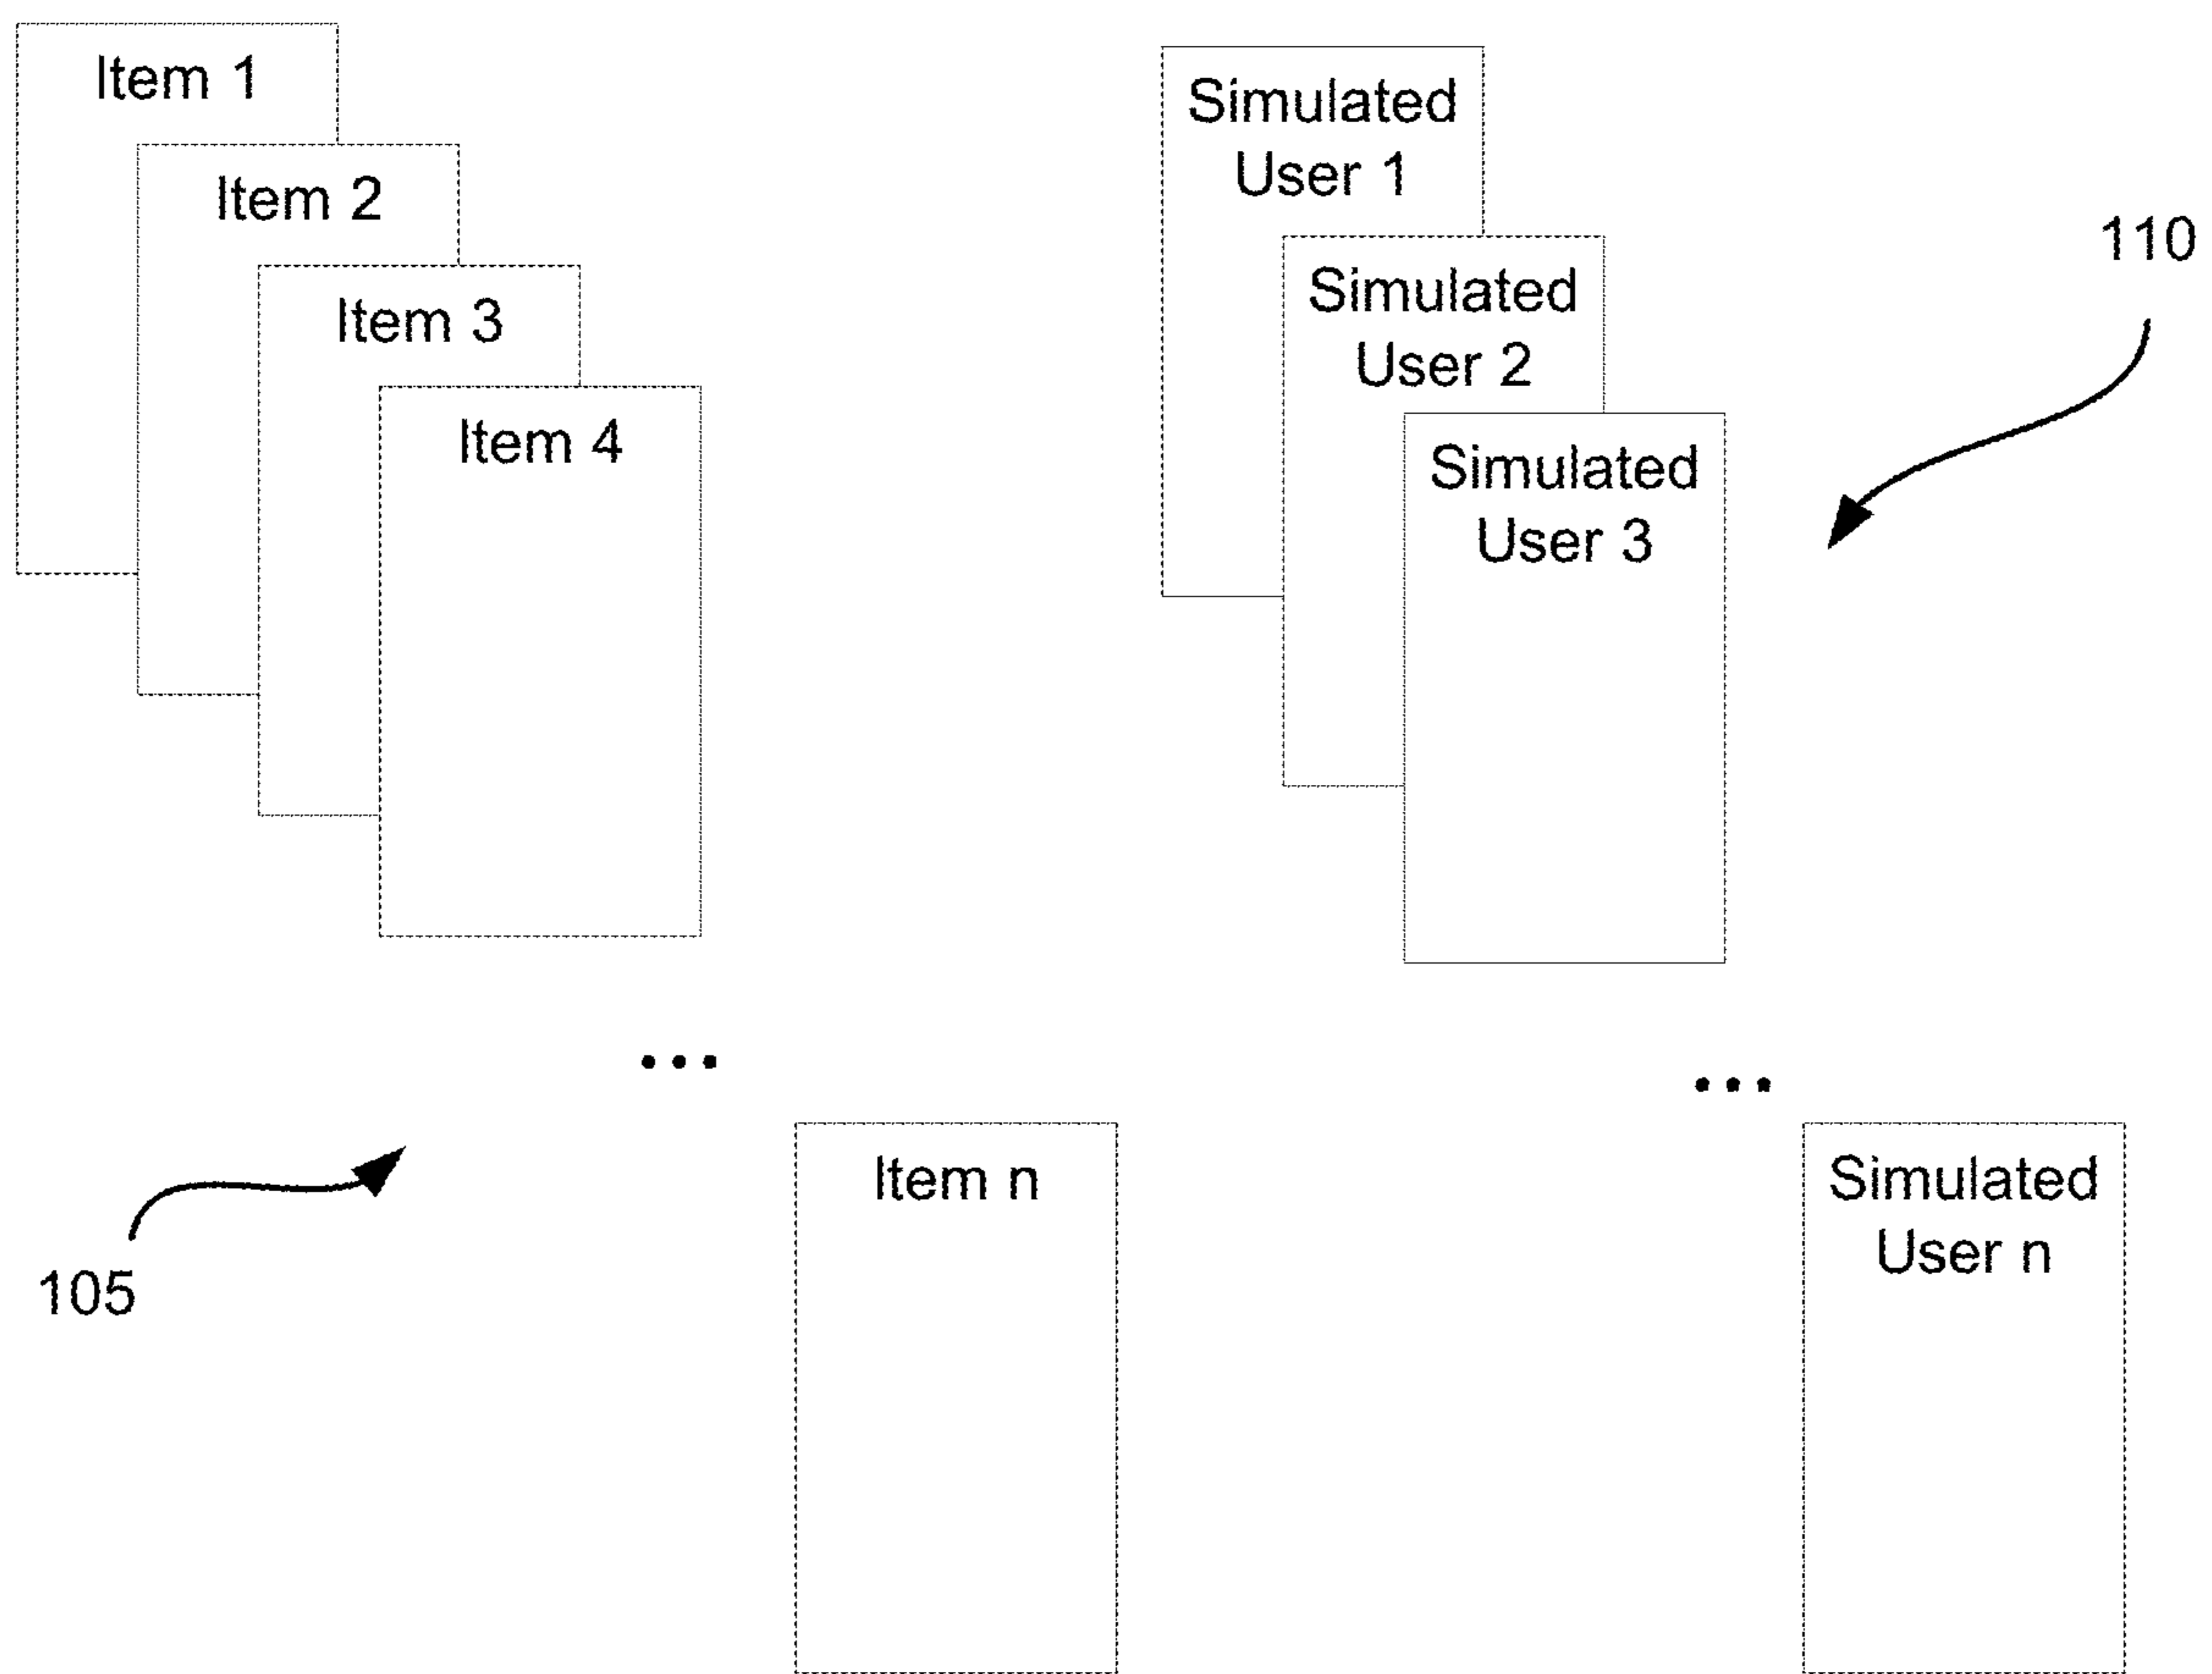 Item 1
Item 2
Item 3
Item 4
...
Item n
105
Simulated
User 1
Simulated
User 2
Simulated
User 3
110
...
Simulated
User n